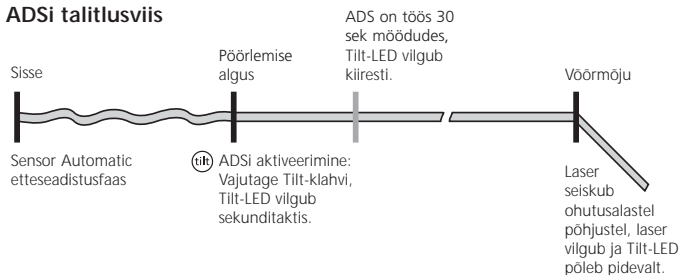 ADSi talitlusviis
Sisse
Pöörlemise
algus
ADS on töös 30
sek möödudes,
Tilt-LED vilgub
kiiresti.
Võõrmõju
Sensor Automatic
etteseadistusfaas
tilt ADSi aktiveerimine:
Vajutage Tilt-klahvi,
Tilt-LED vilgub
sekunditaktis.
Laser
seiskub
ohutusalastel
põhjustel, laser
vilgub ja Tilt-LED
põleb pidevalt.